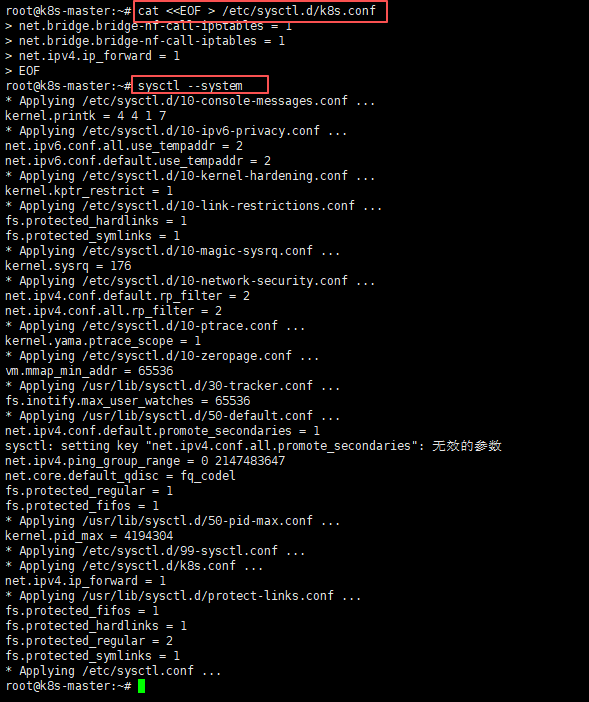 root@k8s-master:~# cat <<EOF > /etc/sysctl.d/k8s.conf
> net.bridge.bridge-nf-call-ip6tables = 1
> net.bridge.bridge-nf-call-iptables = 1
> net.ipv4.ip_forward = 1
> EOF
root@k8s-master:~# sysctl --system
* Applying /etc/sysctl.d/10-console-messages.conf ...
kernel.printk = 4 4 1 7
* Applying /etc/sysctl.d/10-ipv6-privacy.conf ...
net.ipv6.conf.all.use_tempaddr = 2
net.ipv6.conf.default.use_tempaddr = 2
* Applying /etc/sysctl.d/10-kernel-hardening.conf ...
kernel.kptr_restrict = 1
* Applying /etc/sysctl.d/10-link-restrictions.conf ...
fs.protected_hardlinks = 1
fs.protected_symlinks = 1
* Applying /etc/sysctl.d/10-magic-sysrq.conf ...
kernel.sysrq = 176
* Applying /etc/sysctl.d/10-network-security.conf ...
net.ipv4.conf.default.rp_filter = 2
net.ipv4.conf.all.rp_filter = 2
* Applying /etc/sysctl.d/10-ptrace.conf ...
kernel.yama.ptrace_scope = 1
* Applying /etc/sysctl.d/10-zeropage.conf ...
vm.mmap_min_addr = 65536
* Applying /usr/lib/sysctl.d/30-tracker.conf ...
fs.inotify.max_user_watches = 65536
* Applying /usr/lib/sysctl.d/50-default.conf ...
net.ipv4.conf.default.promote_secondaries = 1
sysctl: setting key "net.ipv4.conf.all.promote_secondaries": 无效的参数
net.ipv4.ping_group_range = 0 2147483647
net.core.default_qdisc = fq_codel
fs.protected_regular = 1
fs.protected_fifos = 1
* Applying /usr/lib/sysctl.d/50-pid-max.conf ...
kernel.pid_max = 4194304
* Applying /etc/sysctl.d/99-sysctl.conf ...
* Applying /etc/sysctl.d/k8s.conf ...
net.ipv4.ip_forward = 1
* Applying /usr/lib/sysctl.d/protect-links.conf ...
fs.protected_fifos = 1
fs.protected_hardlinks = 1
fs.protected_regular = 2
fs.protected_symlinks = 1
* Applying /etc/sysctl.conf ...
root@k8s-master:~#